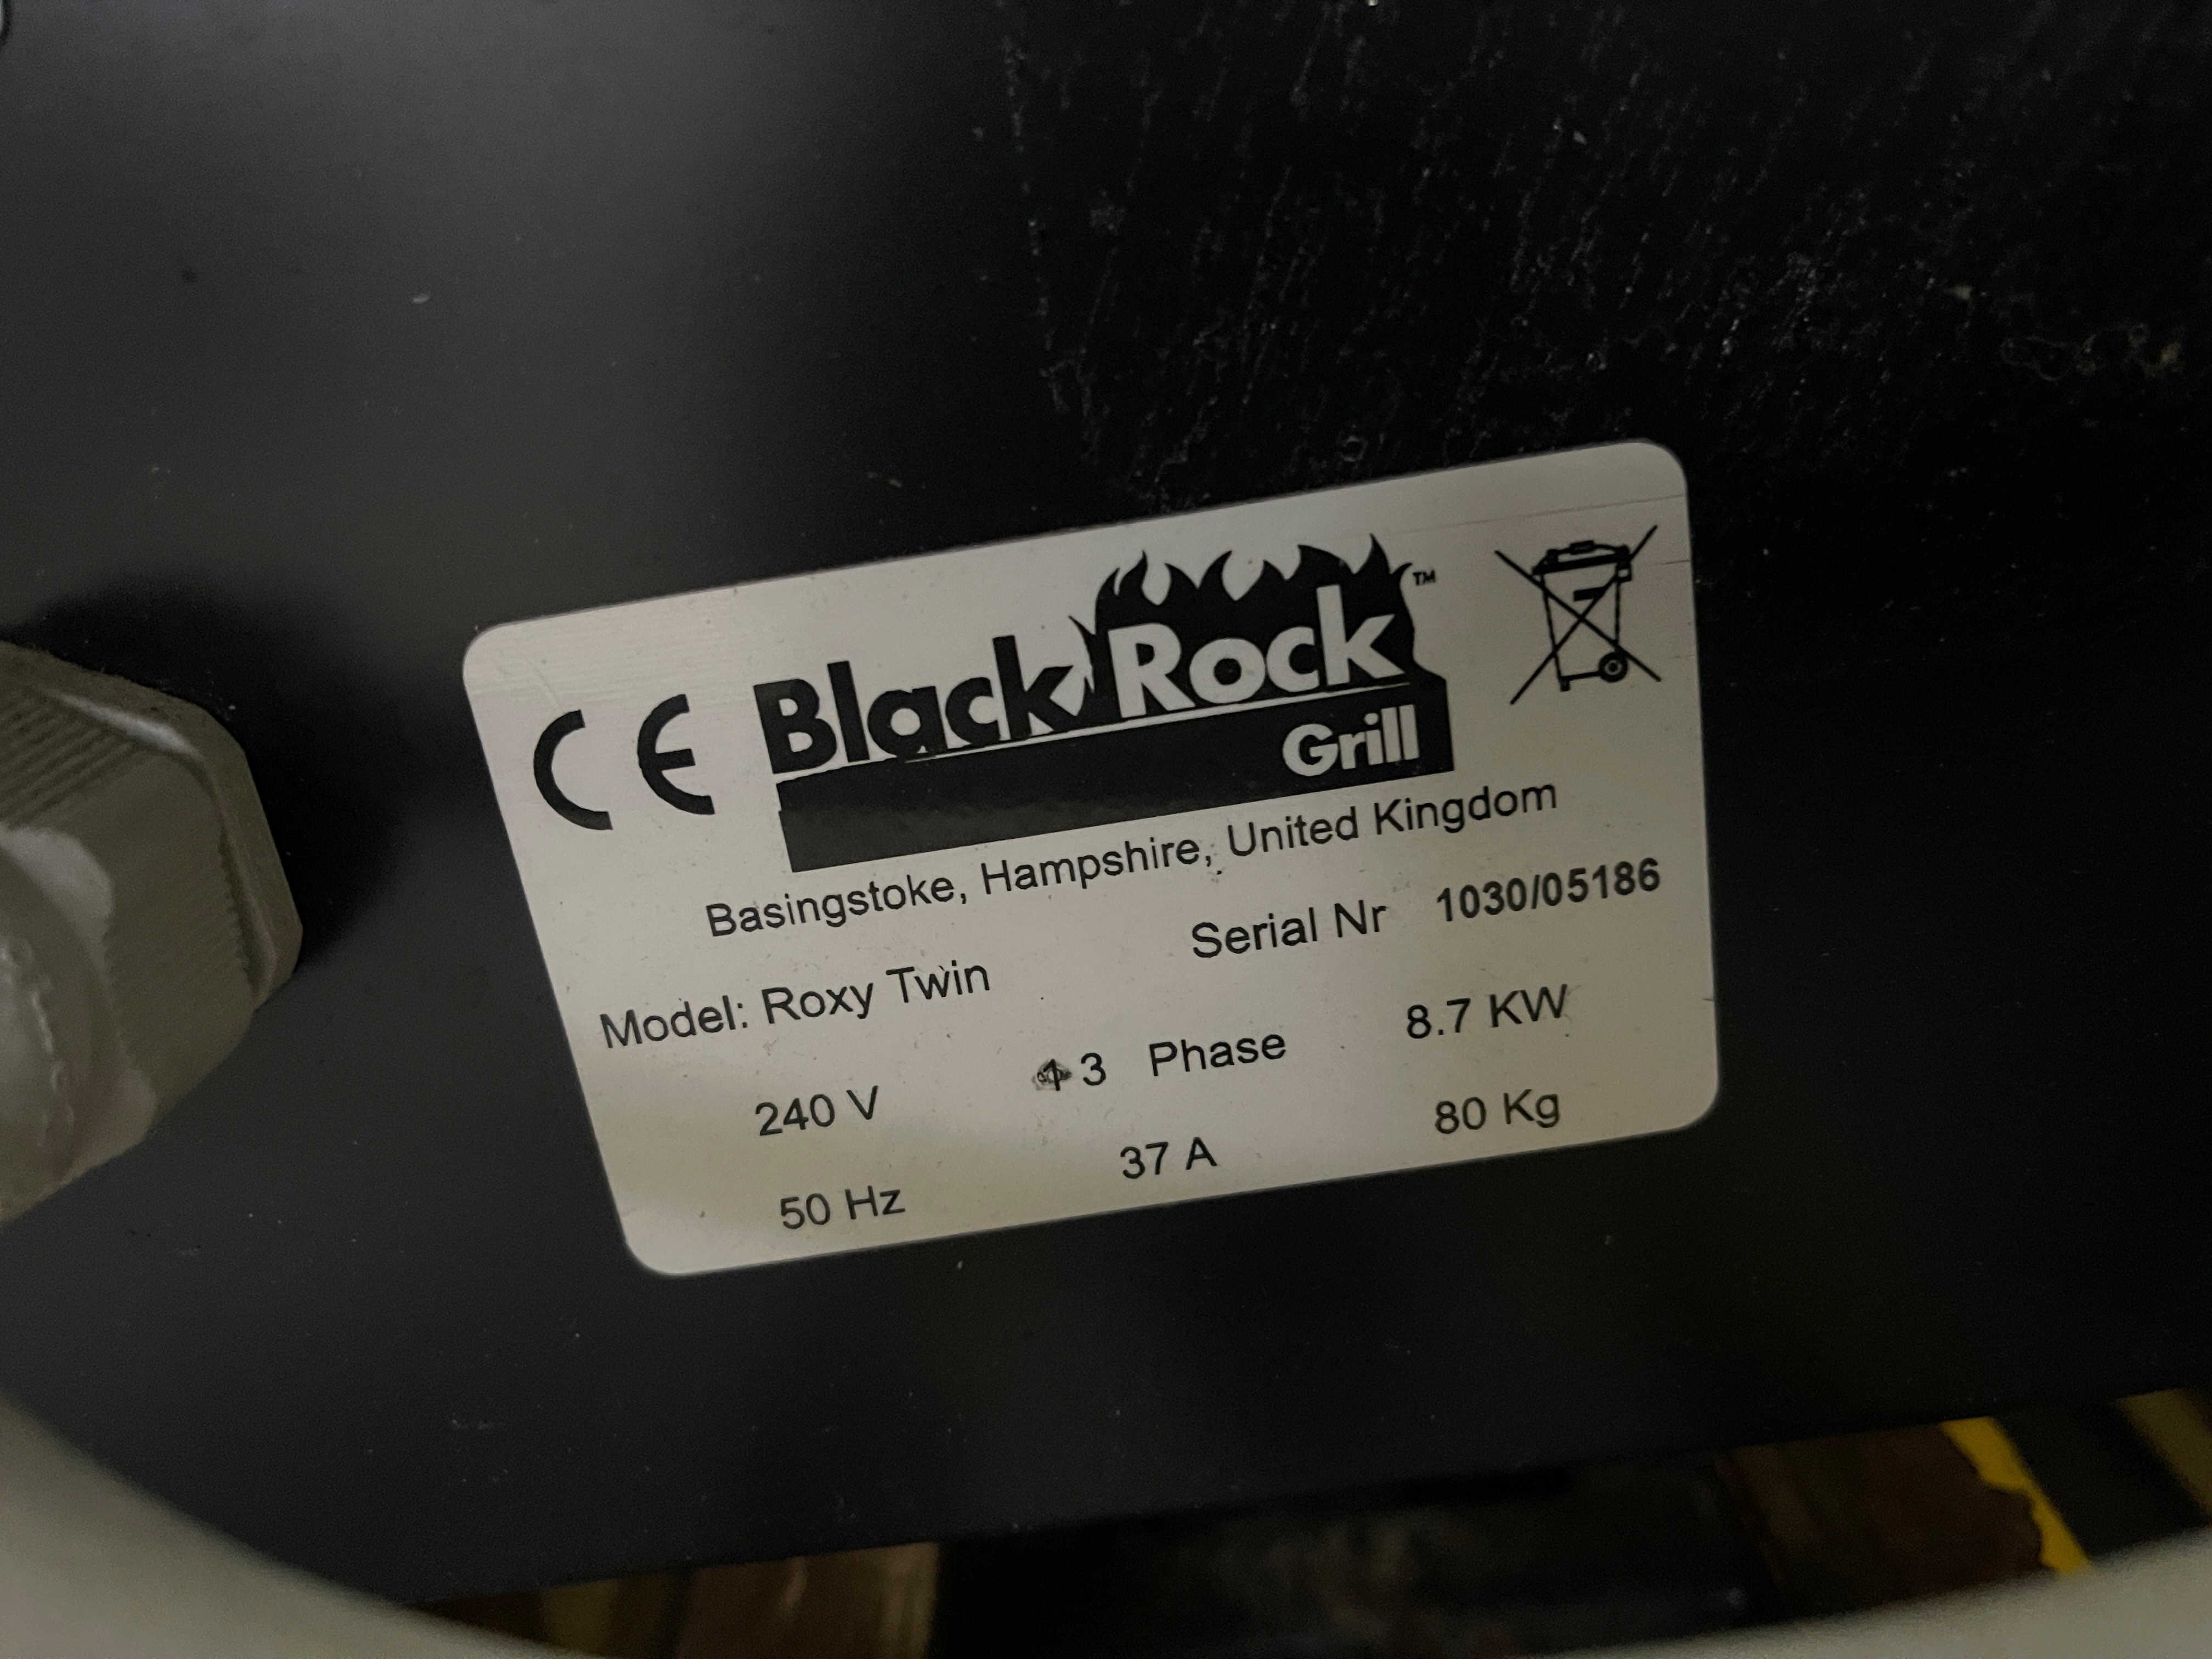 CE Black Rock ™
Grill
Basingstoke, Hampshire, United Kingdom
Model: Roxy Twin Serial Nr 1030/05186
240 V 3 Phase 8.7 KW
50 Hz 37 A 80 Kg